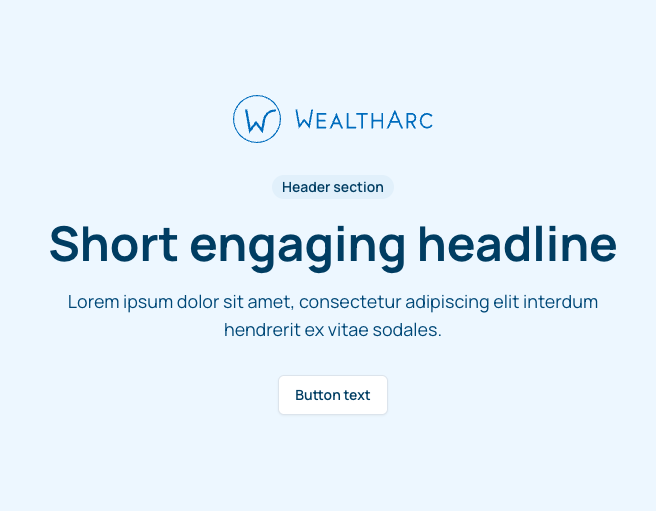 W WEALTHARC
Header section
Short engaging headline
Lorem ipsum dolor sit amet, consectetur adipiscing elit interdum
hendrerit ex vitae sodales.
Button text